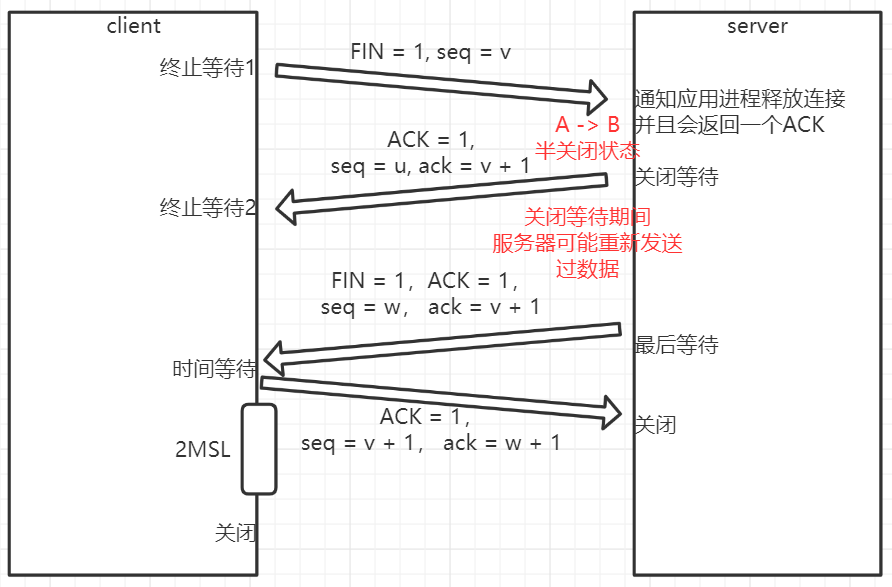 client
server
FIN = 1, seq = v
终止等待1
通知应用进程释放连接
并且会返回一个ACK
A -> B
半关闭状态
ACK = 1,
seq = u, ack = v + 1
关闭等待
终止等待2
关闭等待期间
服务器可能重新发送
过数据
FIN = 1，ACK = 1，
seq = w， ack = v + 1
最后等待
时间等待
ACK = 1，
seq = v + 1， ack = w + 1
关闭
2MSL
关闭